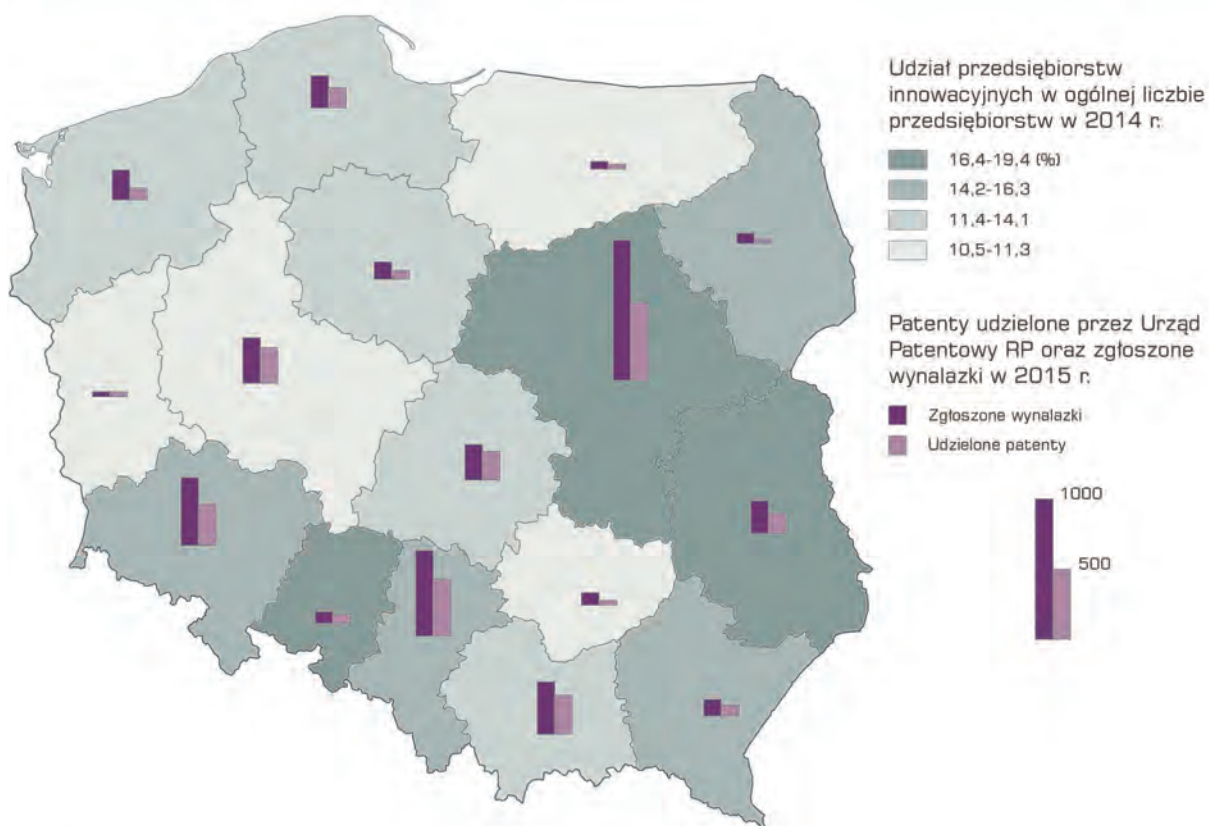 Udział przedsiębiorstw
innowacyjnych w ogólnej liczbie
przedsiębiorstw w 2014 r.
16,4-19,4 (%)
14,2-16,3
11,4-14,1
10,5-11,3
Patenty udzielone przez Urząd
Patentowy RP oraz zgłoszone
wynalazki w 2015 r.
Zgłoszone wynalazki
Udzielone patenty
1000
500